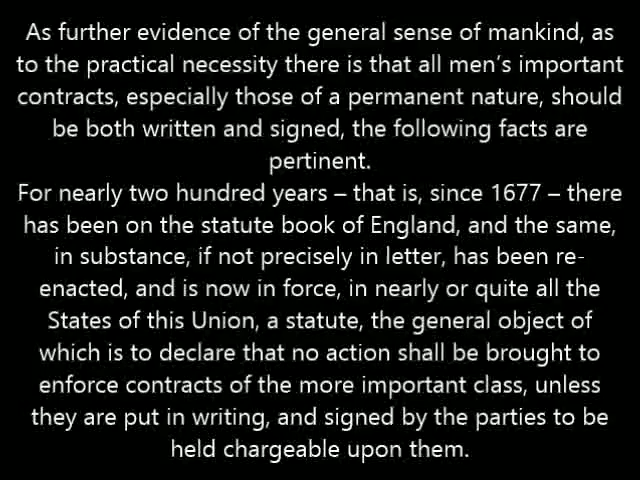 As further evidence of the general sense of mankind, as
to the practical necessity there is that all men’s important
contracts, especially those of a permanent nature, should
be both written and signed, the following facts are
pertinent.
For nearly two hundred years – that is, since 1677 – there
has been on the statute book of England, and the same,
in substance, if not precisely in letter, has been re-
enacted, and is now in force, in nearly or quite all the
States of this Union, a statute, the general object of
which is to declare that no action shall be brought to
enforce contracts of the more important class, unless
they are put in writing, and signed by the parties to be
held chargeable upon them.